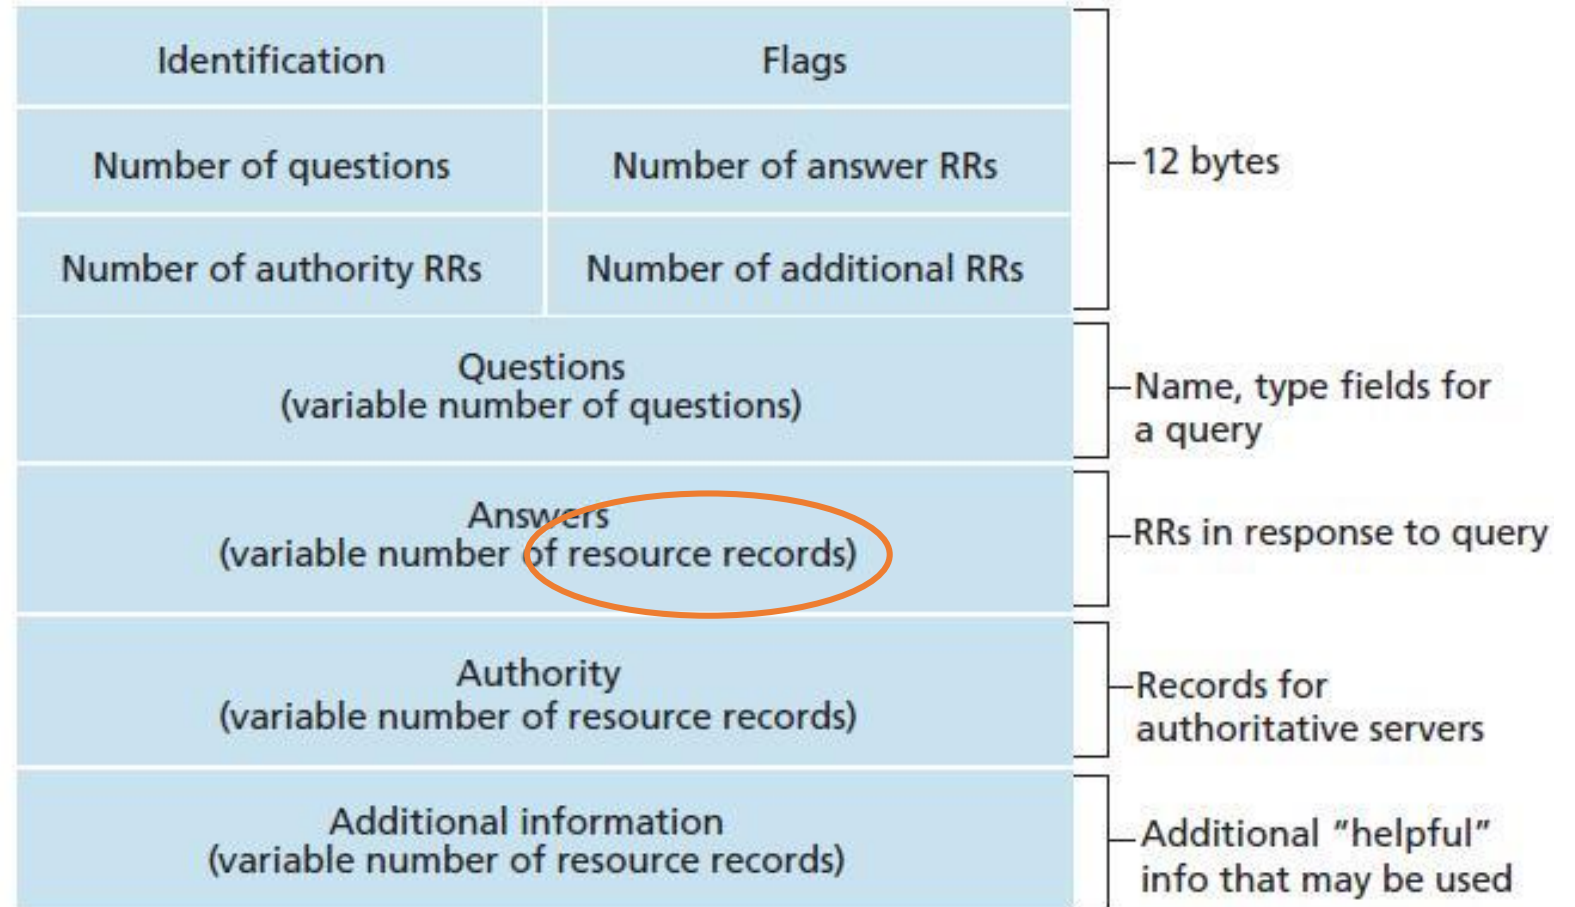 Identification
Flags
Number of questions
Number of answer RRs
12 bytes
Number of authority RRs
Number of additional RRs
Questions
(variable number of questions)
Name, type fields for
a query
Answers
(variable number of resource records)
RRs in response to query
Authority
(variable number of resource records)
Records for
authoritative servers
Additional information
(variable number of resource records)
Additional “helpful”
info that may be used